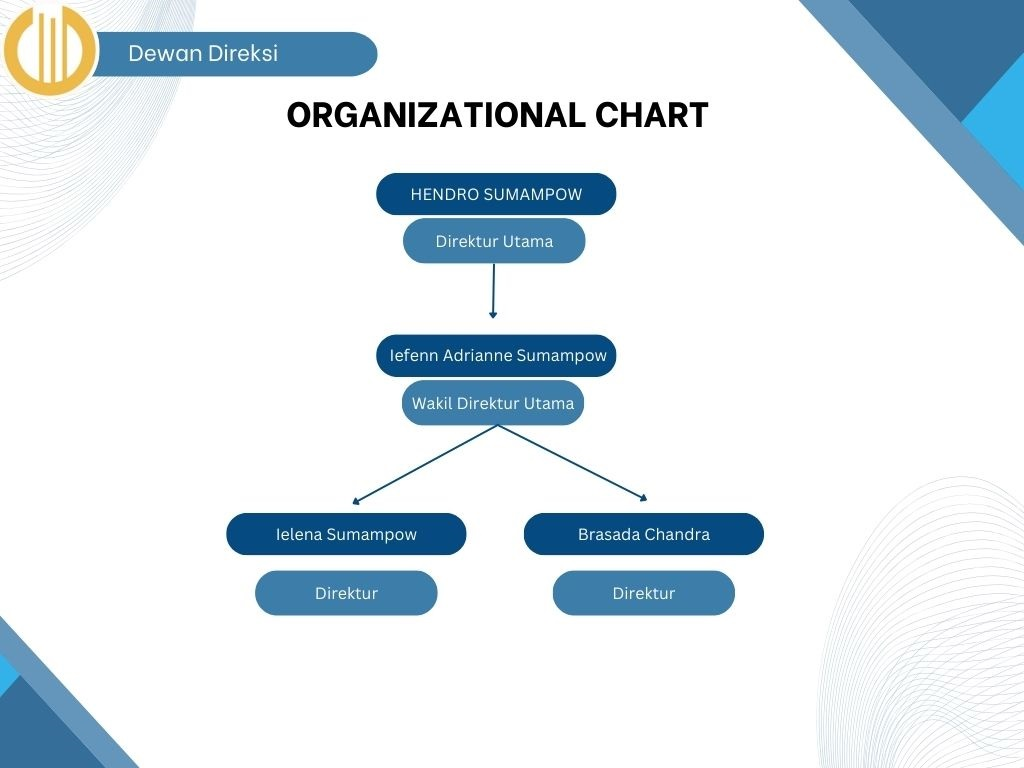 Dewan Direksi
ORGANIZATIONAL CHART
HENDRO SUMAMPOW
Direktur Utama
Iefenn Adrianne Sumampow
Wakil Direktur Utama
Ielena Sumampow
Brasada Chandra
Direktur
Direktur